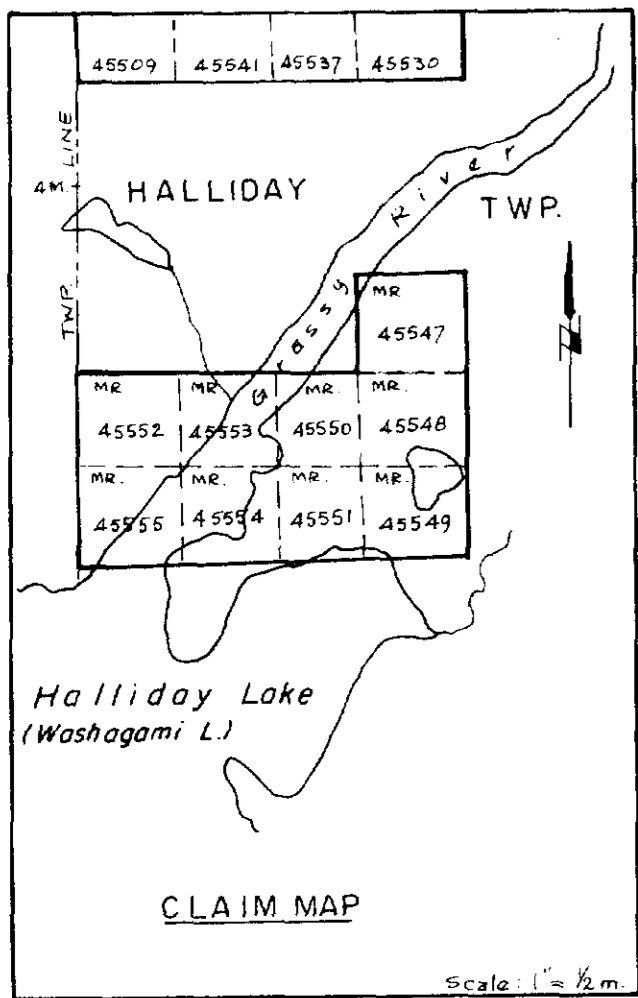 45509 45541 45537 45530
TWP. LINE
4M.
HALLIDAY
TWP.
Grassy River
MR
45547
MR MR. MR. MR.
45552 45553 45550 45548
MR. MR. MR. MR.
45555 45554 45551 45549
Halliday Lake
(Washagami L.)
CLAIM MAP
Scale: 1" = 1/2 m.